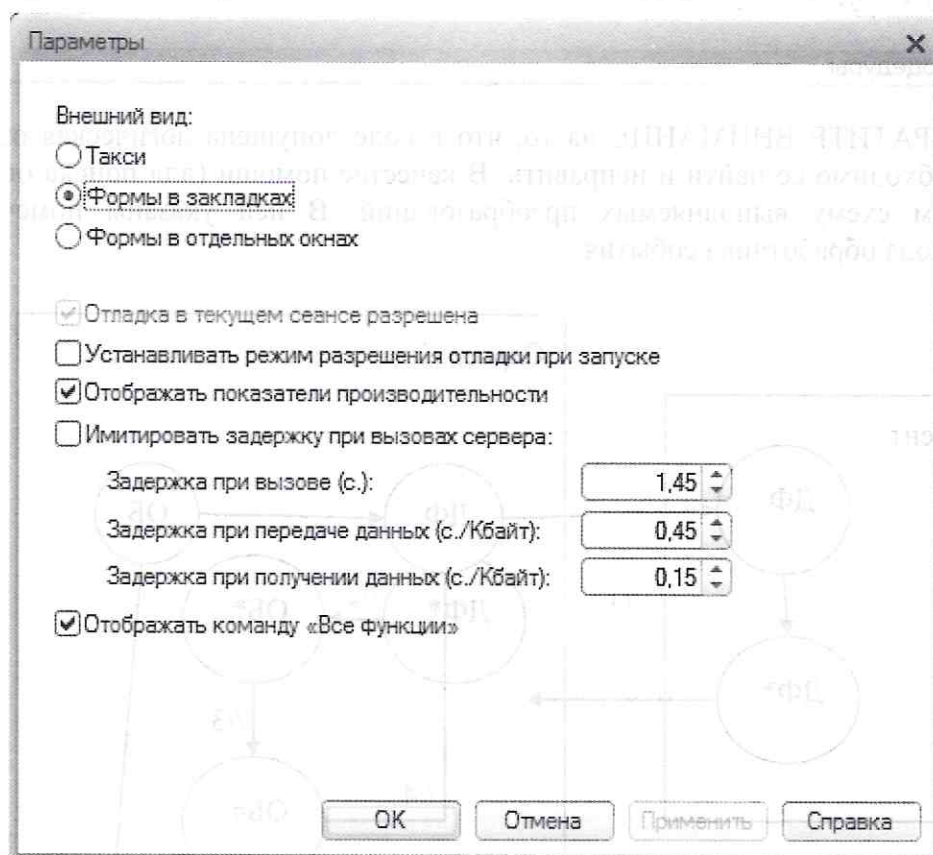 Параметры
Внешний вид:
Такси
Формы в закладках
Формы в отдельных окнах
Отладка в текущем сеансе разрешена
Устанавливать режим разрешения отладки при запуске
Отображать показатели производительности
Имитировать задержку при вызовах сервера:
Задержка при вызове (с.): 1,45
Задержка при передаче данных (с./Кбайт): 0,45
Задержка при получении данных (с./Кбайт): 0,15
Отображать команду «Все функции»
ОК Отмена Применить Справка